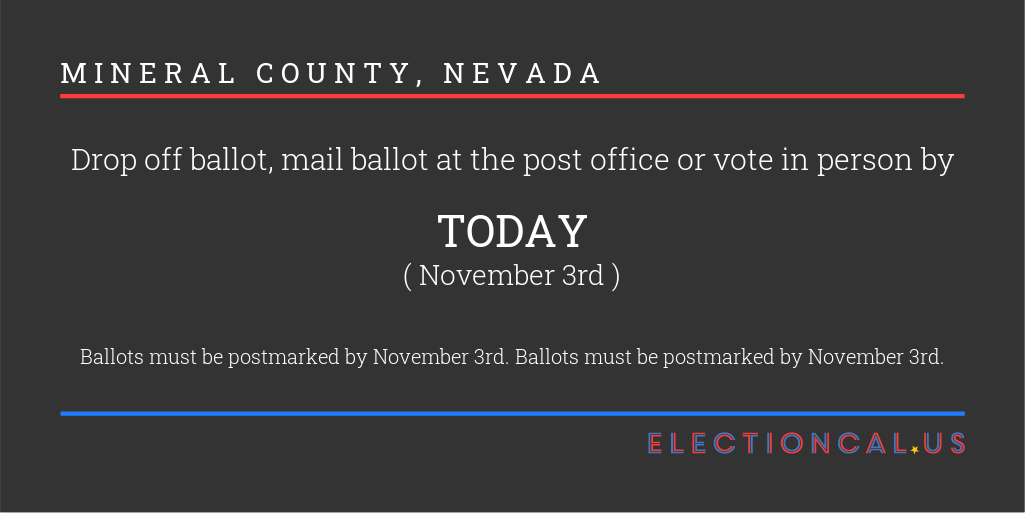 MINERAL COUNTY, NEVADA
Drop off ballot, mail ballot at the post office or vote in person by
TODAY
( November 3rd )
Ballots must be postmarked by November 3rd. Ballots must be postmarked by November 3rd.
ELECTIONCAL.US